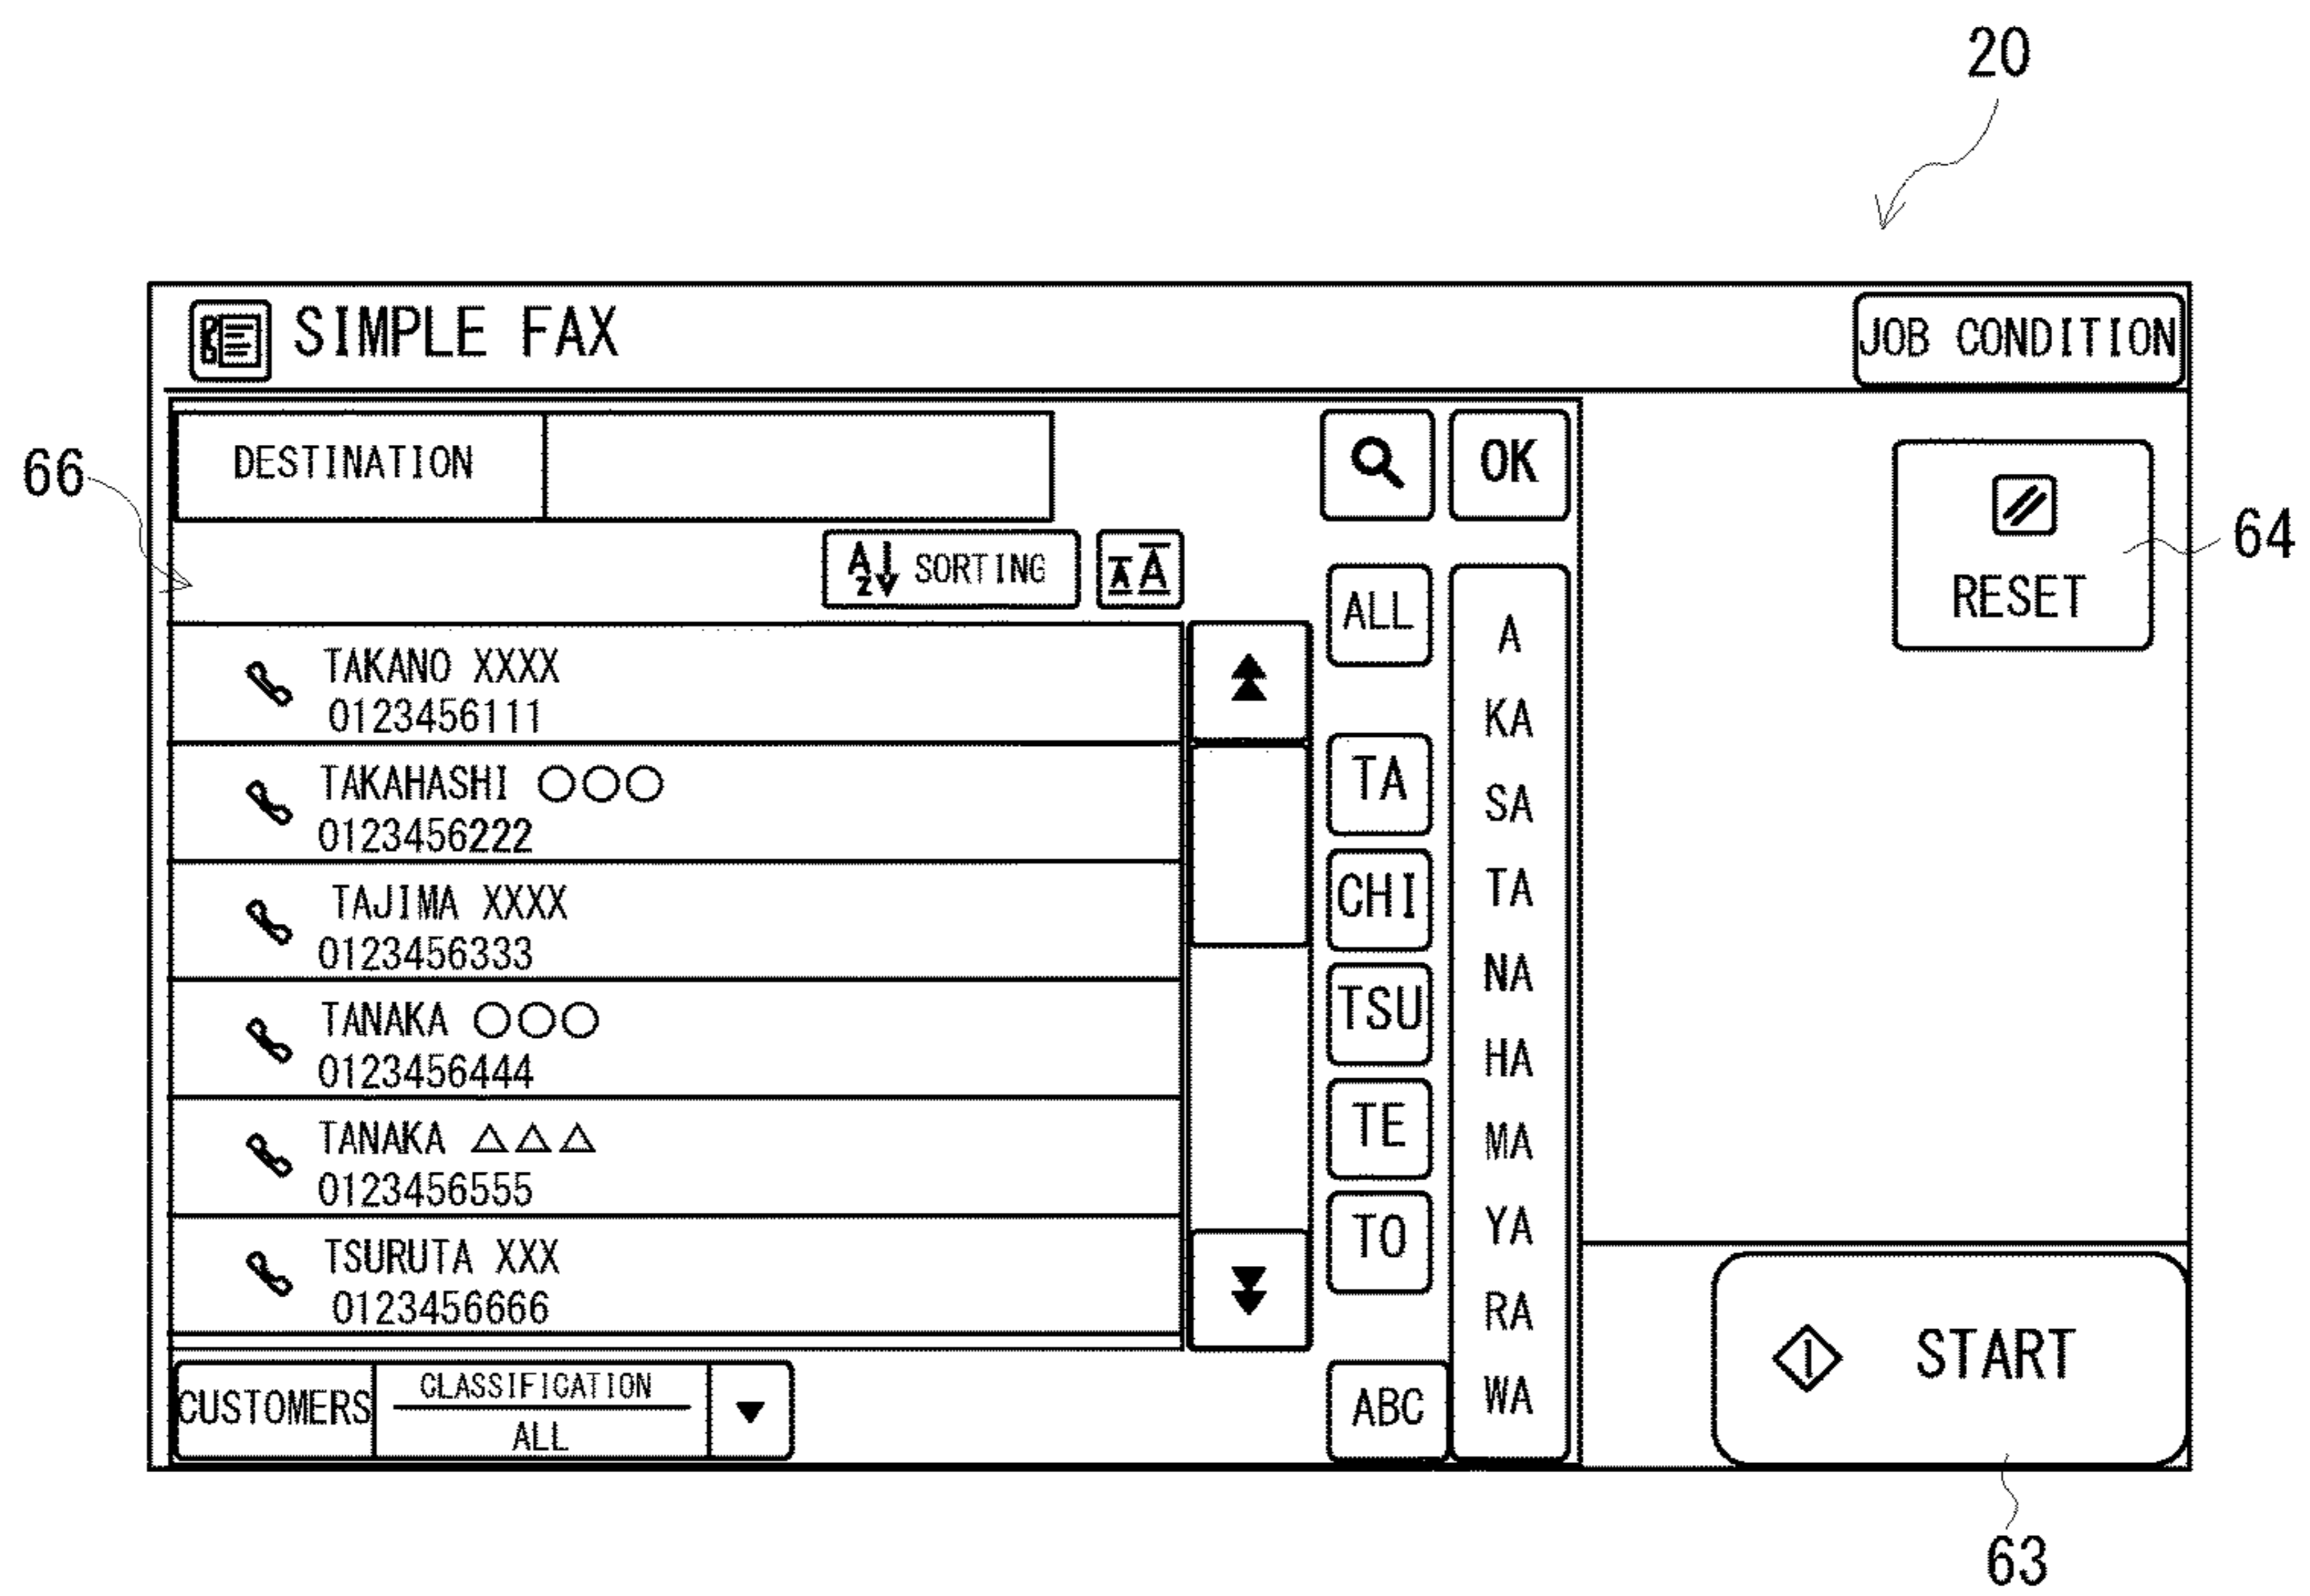 20
SIMPLE FAX
JOB CONDITION
66
DESTINATION
OK
SORTING
AA
64
RESET
TAKANO XXXX
0123456111
TAKAHASHI ○○○
0123456222
TAJIMA XXXX
0123456333
TANAKA ○○○
0123456444
TANAKA △△△
0123456555
TSURUTA XXX
0123456666
ALL
TA
CHI
TSU
TE
TO
ABC
A
KA
SA
TA
NA
HA
MA
YA
RA
WA
CUSTOMERS
CLASSIFICATION
ALL
START
63